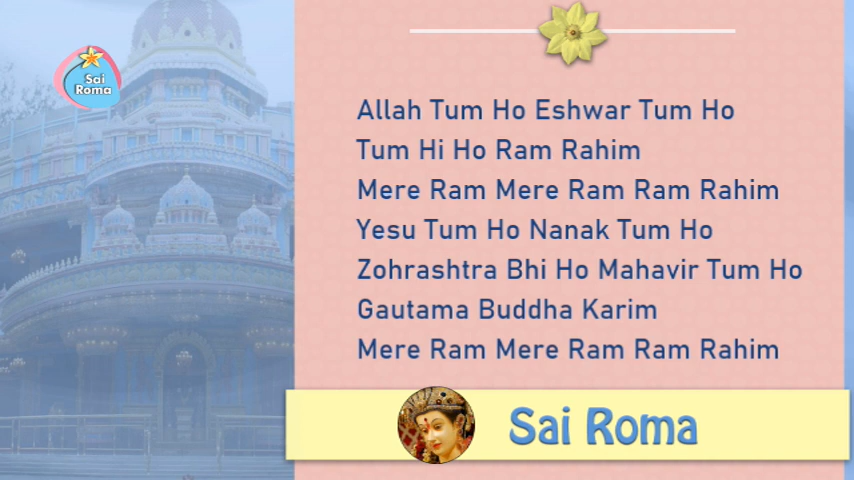 Sai
Roma
Allah Tum Ho Eshwar Tum Ho
Tum Hi Ho Ram Rahim
Mere Ram Mere Ram Ram Rahim
Yesu Tum Ho Nanak Tum Ho
Zohrashtra Bhi Ho Mahavir Tum Ho
Gautama Buddha Karim
Mere Ram Mere Ram Ram Rahim
Sai Roma